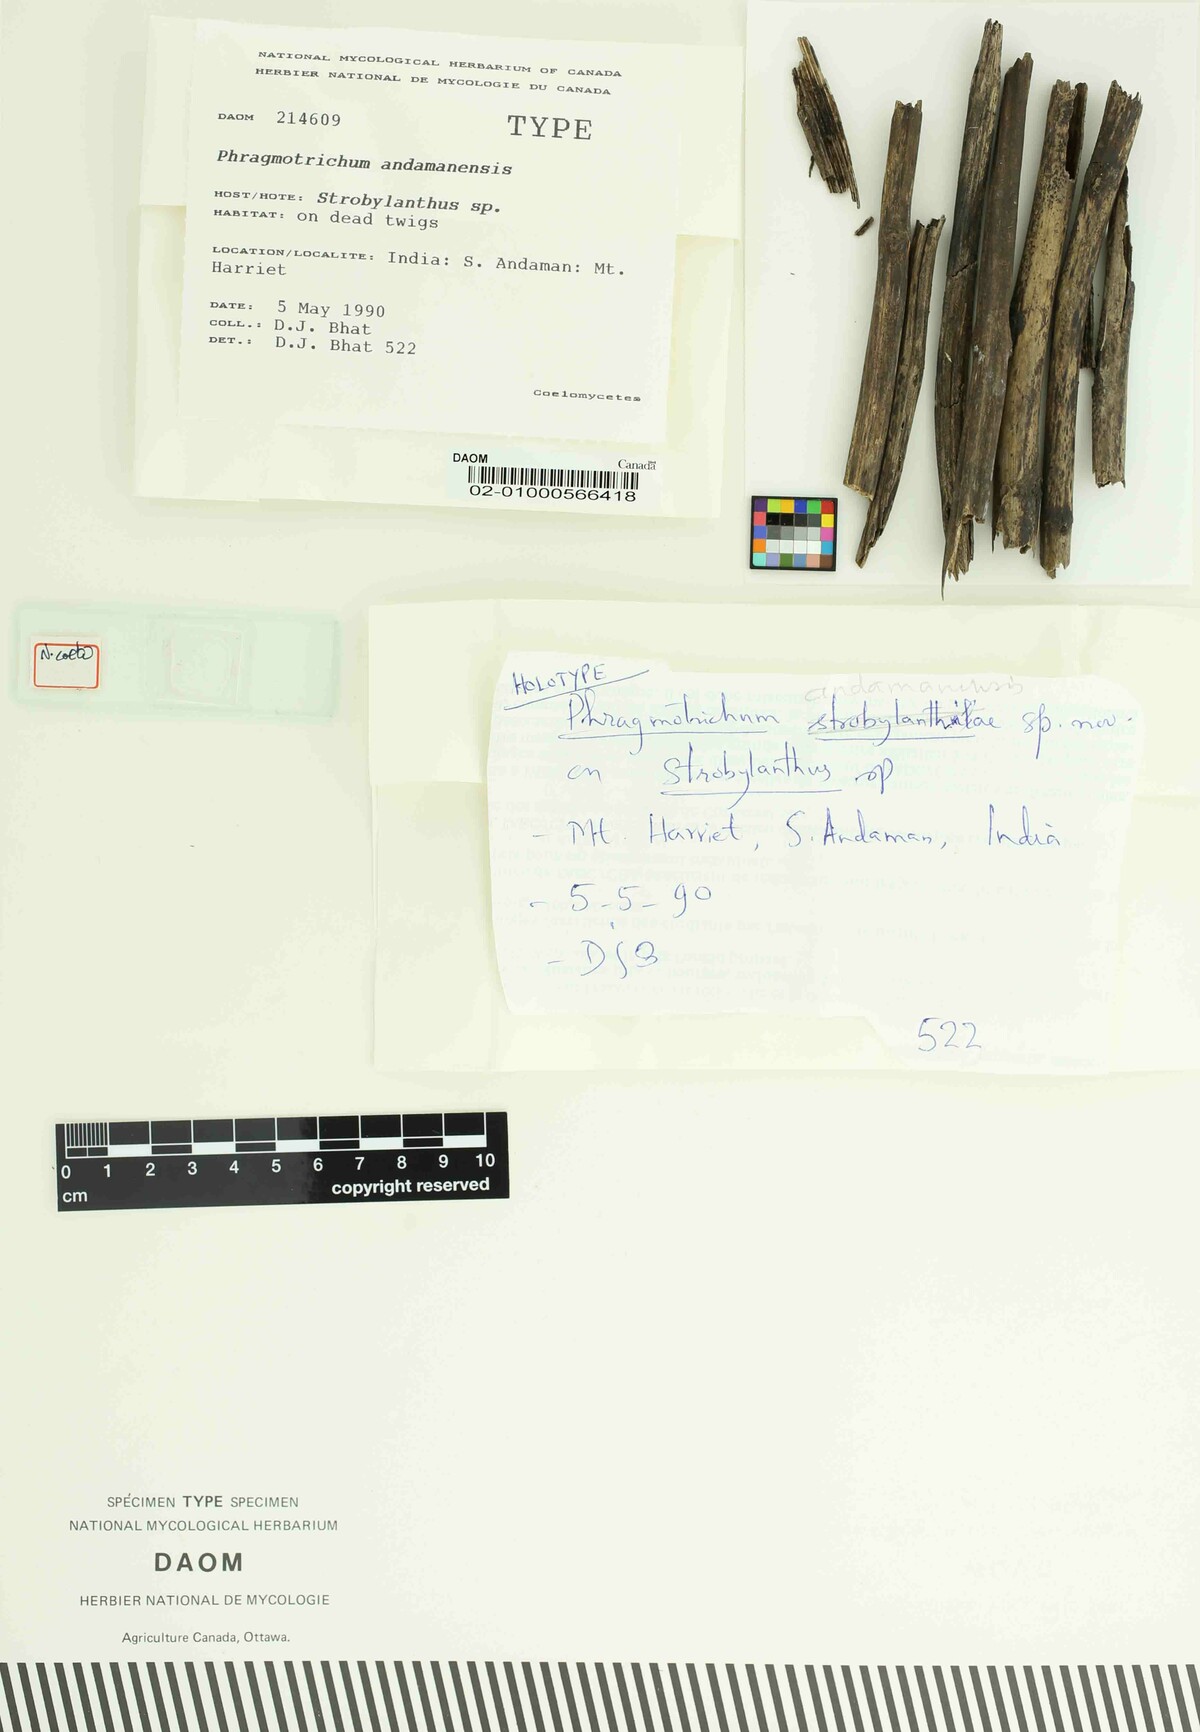 NATIONAL MYCOLOGICAL HERBARIUM OF CANADA
HERBIER NATIONAL DE MYCOLOGIE DU CANADA
DAOM 214609
TYPE
Phragmotrichum andamanensis
HOST/HOTE: Strobylanthus sp.
HABITAT: on dead twigs
LOCATION/LOCALITE: India: S. Andaman: Mt.
Harriet
DATE: 5 May 1990
COLL.: D.J. Bhat
DET.: D.J. Bhat 522
Coelomycetes
DAOM Canada
02-01000566418
HOLOTYPE
andamanensis
Phragmotrichum strobylanthitae sp. nov.
on Strobylanthus sp
- Mt. Harriet, S. Andaman, India
- 5-5-90
- DJB
522
0 1 2 3 4 5 6 7 8 9 10
cm copyright reserved
SPÉCIMEN TYPE SPECIMEN
NATIONAL MYCOLOGICAL HERBARIUM
DAOM
HERBIER NATIONAL DE MYCOLOGIE
Agriculture Canada, Ottawa.